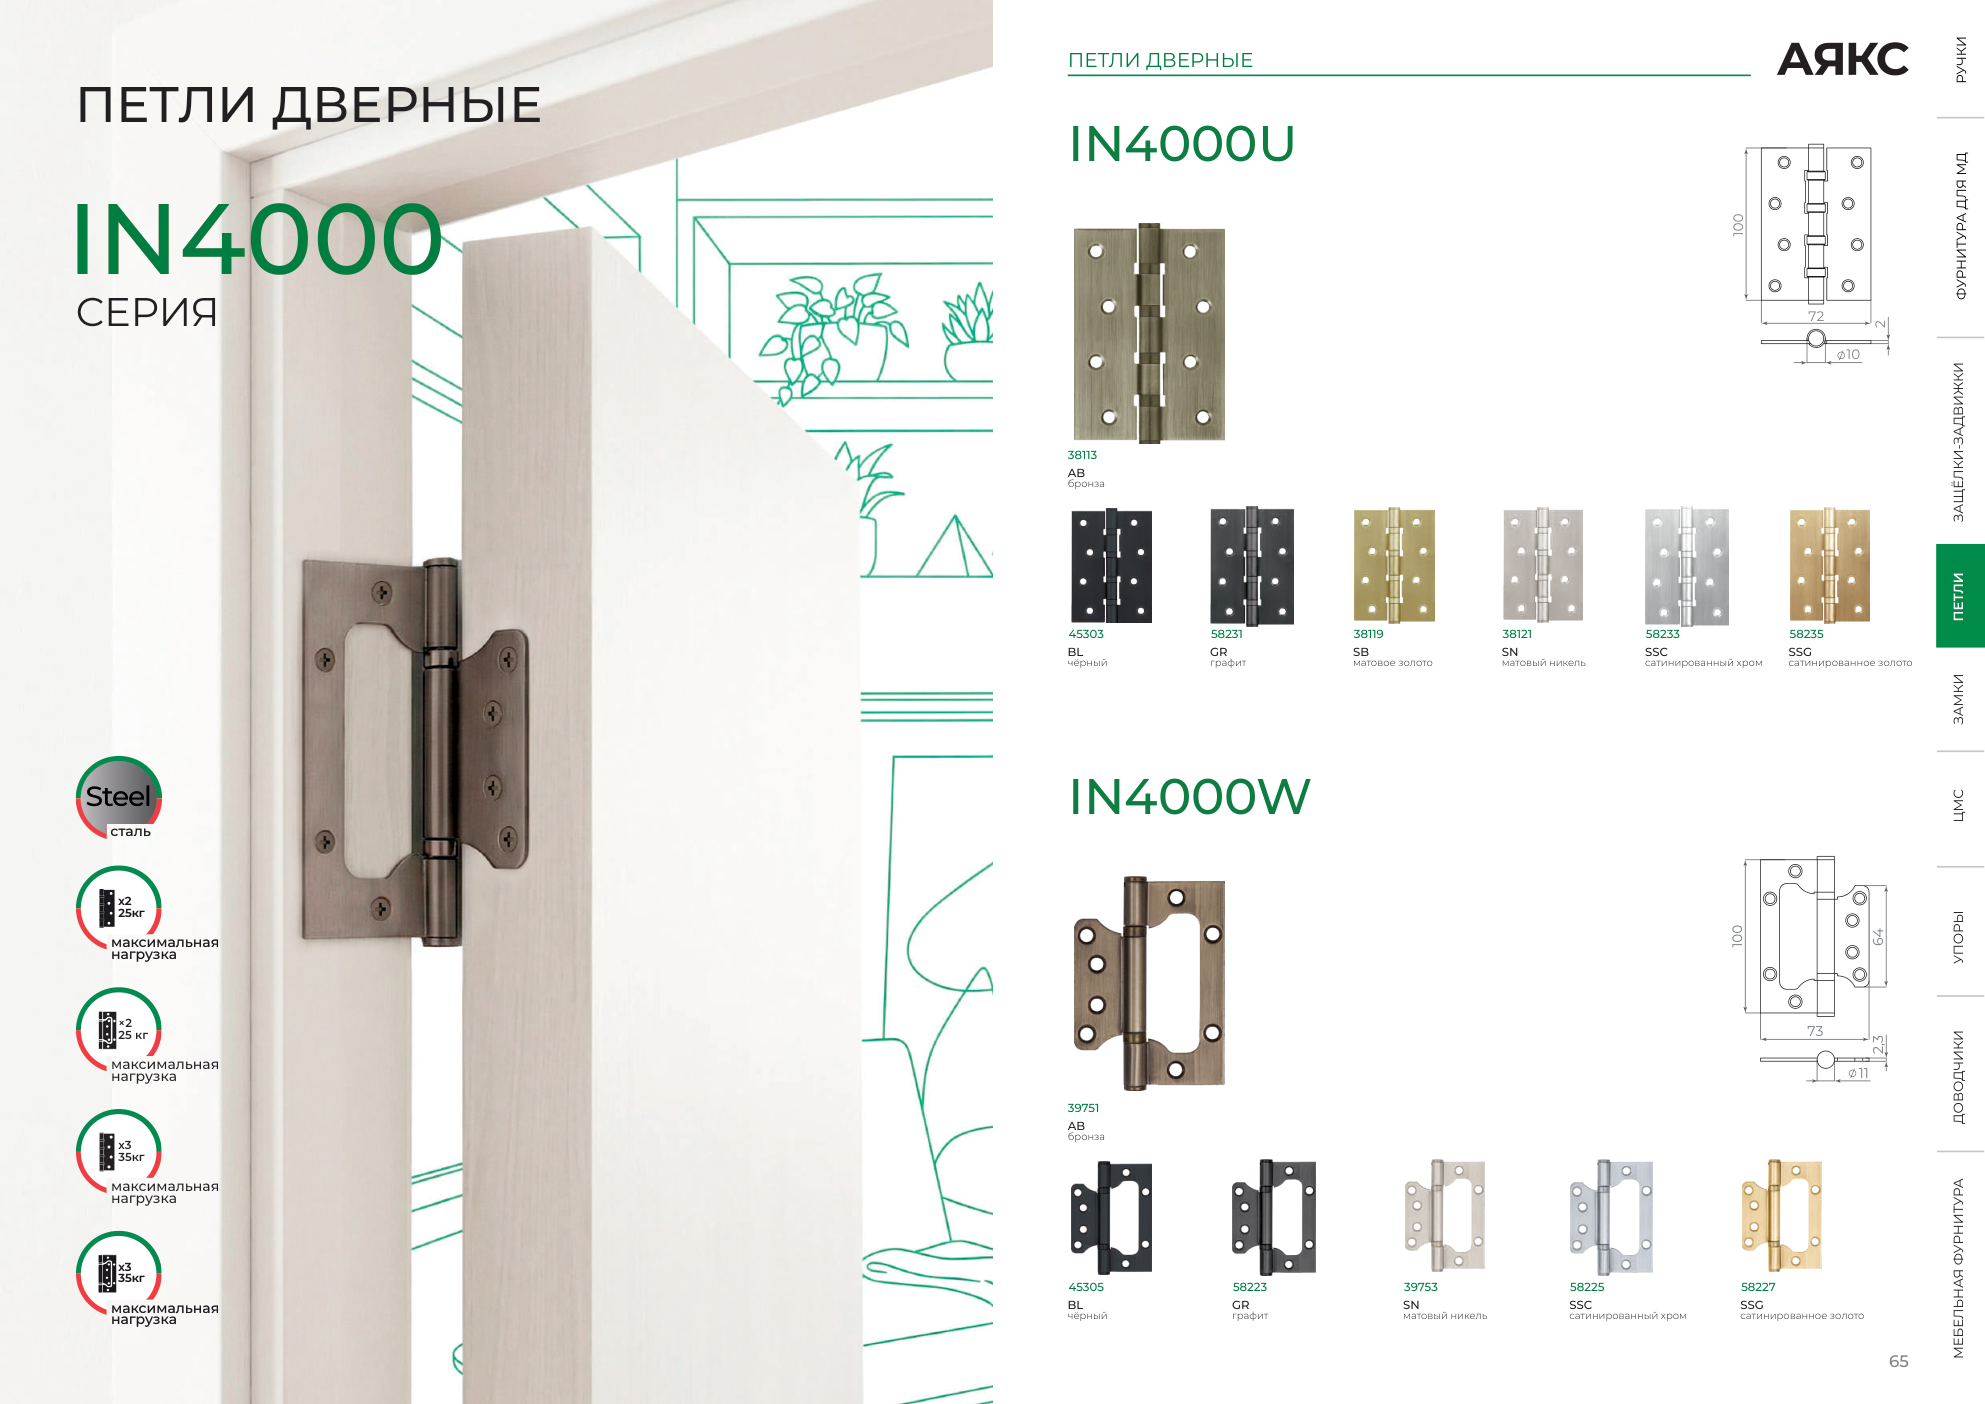 ПЕТЛИ ДВЕРНЫЕ
IN4000
СЕРИЯ
Steel
сталь
x2
25кг
максимальная
нагрузка
×2
25 кг
максимальная
нагрузка
x3
35кг
максимальная
нагрузка
x3
35кг
максимальная
нагрузка
ПЕТЛИ ДВЕРНЫЕ
АЯКС
IN4000U
100
72
2
⌀10
38113
AB
бронза
45303
BL
чёрный
58231
GR
графит
38119
SB
матовое золото
38121
SN
матовый никель
58233
SSC
сатинированный хром
58235
SSG
сатинированное золото
IN4000W
100
64
73
2,3
⌀11
39751
AB
бронза
45305
BL
чёрный
58223
GR
графит
39753
SN
матовый никель
58225
SSC
сатинированный хром
58227
SSG
сатинированное золото
65
РУЧКИ
ФУРНИТУРА ДЛЯ МД
ЗАЩЁЛКИ-ЗАДВИЖКИ
ПЕТЛИ
ЗАМКИ
ЦМС
УПОРЫ
ДОВОДЧИКИ
МЕБЕЛЬНАЯ ФУРНИТУРА